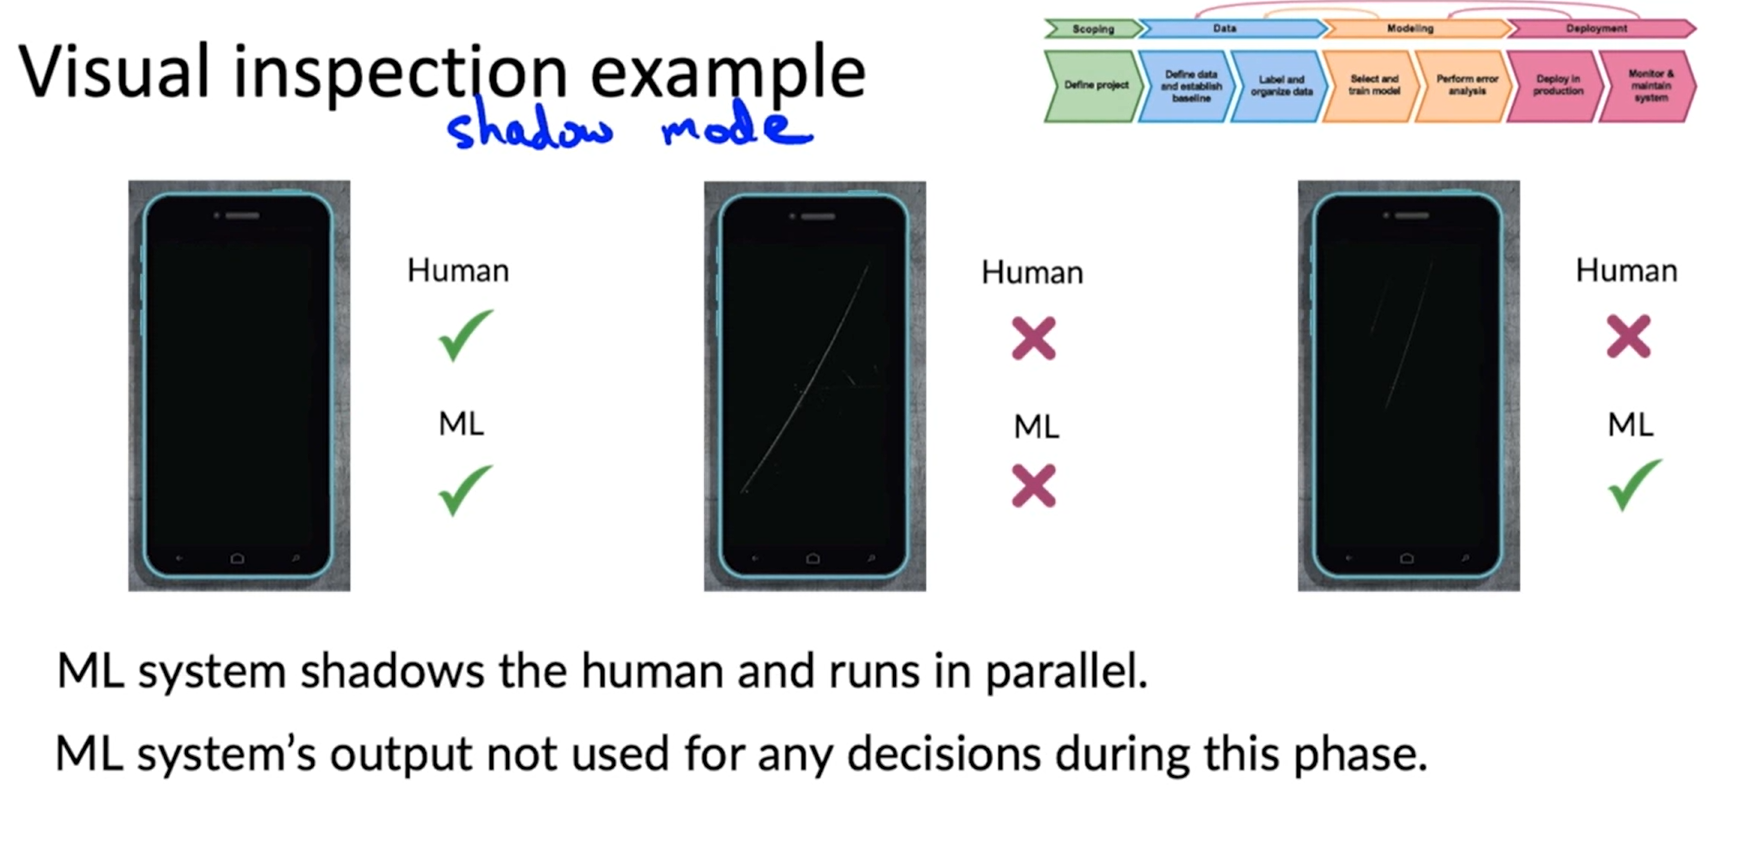 Scoping Data Modeling Deployment
Define project
Define data and establish baseline
Label and organize data
Select and train model
Perform error analysis
Deploy in production
Monitor & maintain system
Visual inspection example
shadow mode
Human
ML
Human
ML
Human
ML
ML system shadows the human and runs in parallel.
ML system’s output not used for any decisions during this phase.